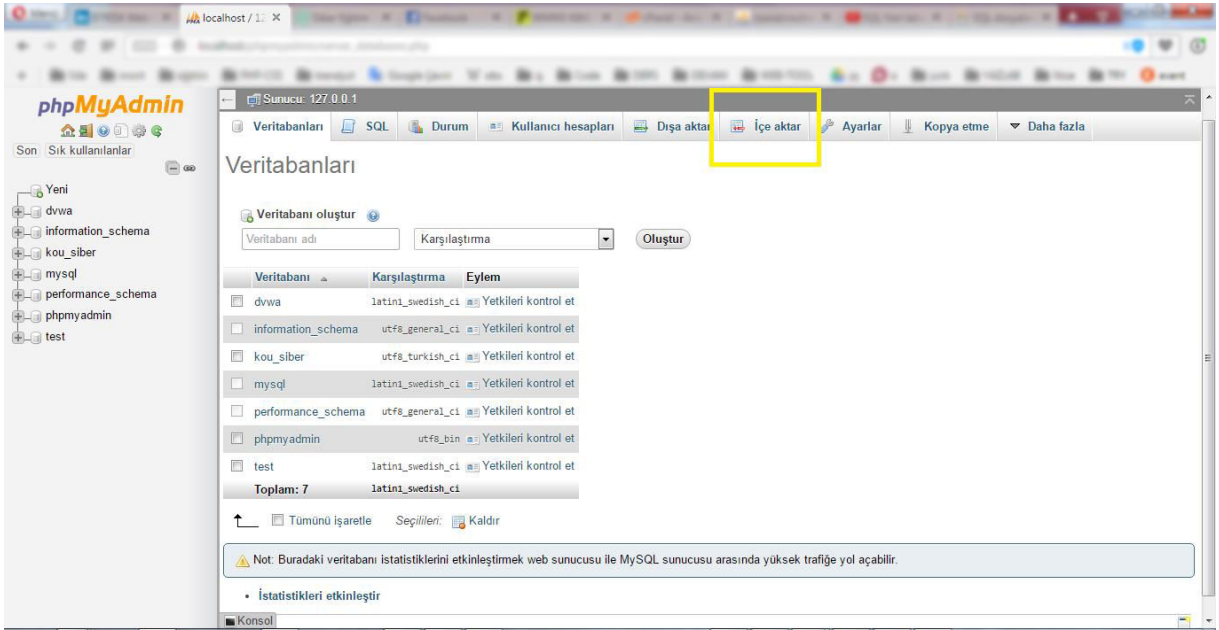 localhost / 12
phpMyAdmin
Son Sık kullanılanlar
Yeni
dvwa
information_schema
kou_siber
mysql
performance_schema
phpmyadmin
test
Sunucu: 127.0.0.1
Veritabanları SQL Durum Kullanıcı hesapları Dışa aktar İçe aktar Ayarlar Kopya etme Daha fazla
Veritabanları
Veritabanı oluştur
Veritabanı adı Karşılaştırma Oluştur
Veritabanı Karşılaştırma Eylem
dvwa latin1_swedish_ci Yetkileri kontrol et
information_schema utf8_general_ci Yetkileri kontrol et
kou_siber utf8_turkish_ci Yetkileri kontrol et
mysql latin1_swedish_ci Yetkileri kontrol et
performance_schema utf8_general_ci Yetkileri kontrol et
phpmyadmin utf8_bin Yetkileri kontrol et
test latin1_swedish_ci Yetkileri kontrol et
Toplam: 7 latin1_swedish_ci
Tümünü işaretle Seçilileri: Kaldır
Not: Buradaki veritabanı istatistiklerini etkinleştirmek web sunucusu ile MySQL sunucusu arasında yüksek trafiğe yol açabilir.
İstatistikleri etkinleştir
Konsol